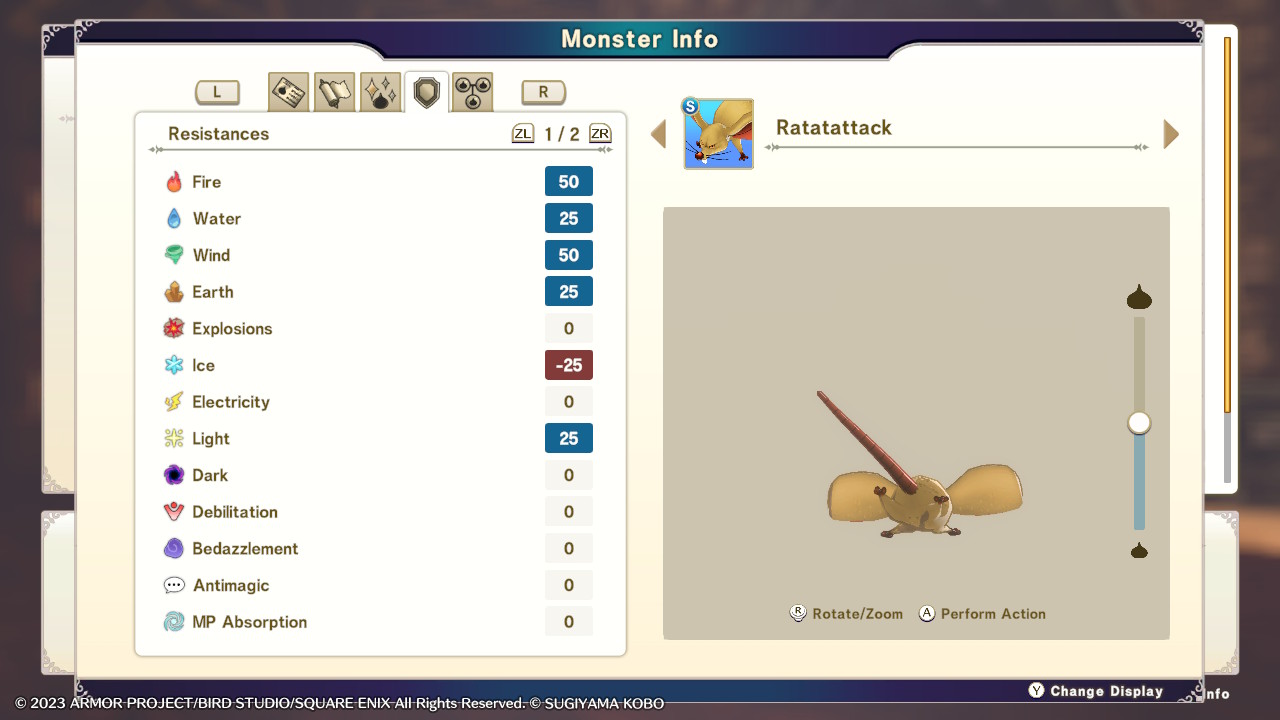 Monster Info
L
R
Resistances
ZL 1 / 2 ZR
S
Ratatattack
Fire 50
Water 25
Wind 50
Earth 25
Explosions 0
Ice -25
Electricity 0
Light 25
Dark 0
Debilitation 0
Bedazzlement 0
Antimagic 0
MP Absorption 0
R Rotate/Zoom A Perform Action
Y Change Display
Info
© 2023 ARMOR PROJECT/BIRD STUDIO/SQUARE ENIX All Rights Reserved. © SUGIYAMA KOBO